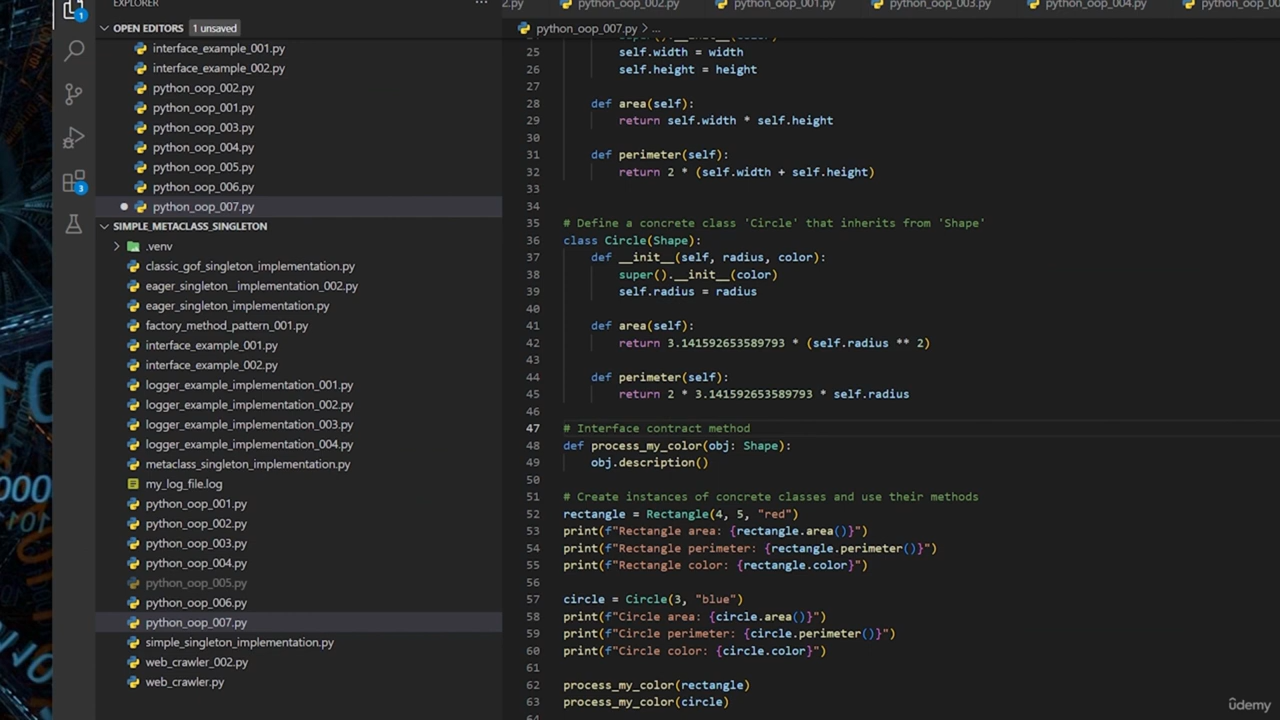 EXPLORER ...
1
OPEN EDITORS 1 unsaved
interface_example_001.py
interface_example_002.py
python_oop_002.py
python_oop_001.py
python_oop_003.py
python_oop_004.py
python_oop_005.py
python_oop_006.py
python_oop_007.py
3
SIMPLE_METACLASS_SINGLETON
.venv
classic_gof_singleton_implementation.py
eager_singleton__implementation_002.py
eager_singleton_implementation.py
factory_method_pattern_001.py
interface_example_001.py
interface_example_002.py
logger_example_implementation_001.py
logger_example_implementation_002.py
logger_example_implementation_003.py
logger_example_implementation_004.py
metaclass_singleton_implementation.py
my_log_file.log
python_oop_001.py
python_oop_002.py
python_oop_003.py
python_oop_004.py
python_oop_005.py
python_oop_006.py
python_oop_007.py
simple_singleton_implementation.py
web_crawler_002.py
web_crawler.py
2.py python_oop_002.py python_oop_001.py python_oop_003.py python_oop_004.py python_oop_00
python_oop_007.py > ...
super().__init__(color)
25 self.width = width
26 self.height = height
27
28 def area(self):
29 return self.width * self.height
30
31 def perimeter(self):
32 return 2 * (self.width + self.height)
33
34
35 # Define a concrete class 'Circle' that inherits from 'Shape'
36 class Circle(Shape):
37 def __init__(self, radius, color):
38 super().__init__(color)
39 self.radius = radius
40
41 def area(self):
42 return 3.141592653589793 * (self.radius ** 2)
43
44 def perimeter(self):
45 return 2 * 3.141592653589793 * self.radius
46
47 # Interface contract method
48 def process_my_color(obj: Shape):
49 obj.description()
50
51 # Create instances of concrete classes and use their methods
52 rectangle = Rectangle(4, 5, "red")
53 print(f"Rectangle area: {rectangle.area()}")
54 print(f"Rectangle perimeter: {rectangle.perimeter()}")
55 print(f"Rectangle color: {rectangle.color}")
56
57 circle = Circle(3, "blue")
58 print(f"Circle area: {circle.area()}")
59 print(f"Circle perimeter: {circle.perimeter()}")
60 print(f"Circle color: {circle.color}")
61
62 process_my_color(rectangle)
63 process_my_color(circle)
64
udemy